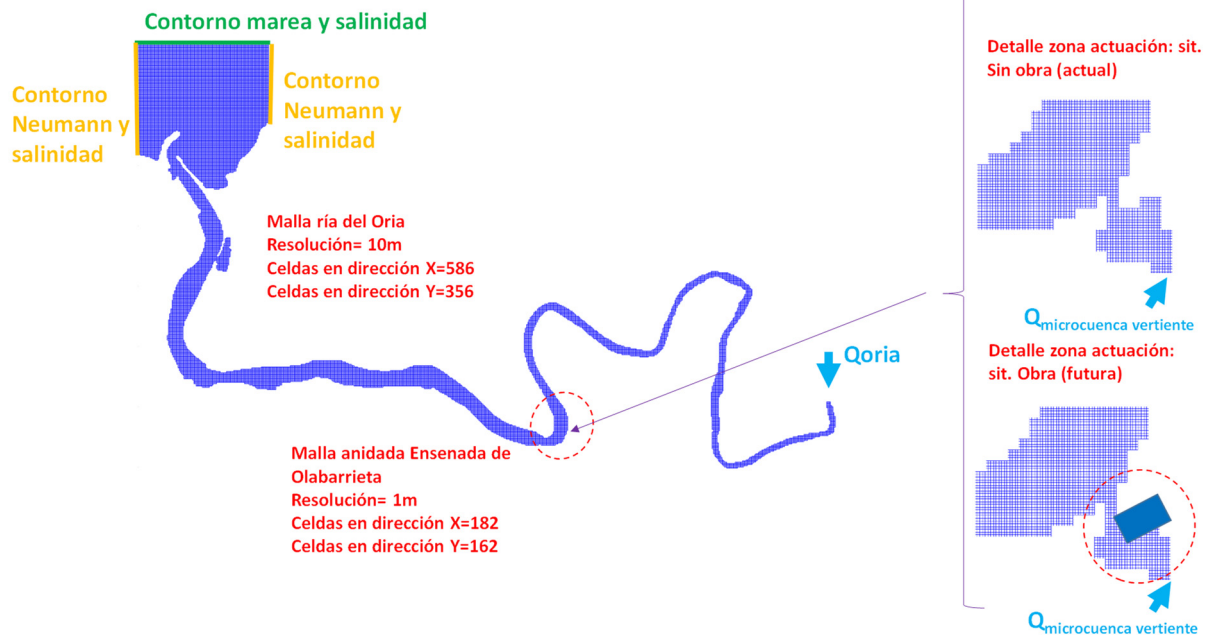 Contorno marea y salinidad
Contorno
Neumann y
salinidad
Contorno
Neumann y
salinidad
Malla ría del Oria
Resolución= 10m
Celdas en dirección X=586
Celdas en dirección Y=356
Qoria
Malla anidada Ensenada de
Olabarrieta
Resolución= 1m
Celdas en dirección X=182
Celdas en dirección Y=162
Detalle zona actuación: sit.
Sin obra (actual)
Qmicrocuenca vertiente
Detalle zona actuación:
sit. Obra (futura)
Qmicrocuenca vertiente